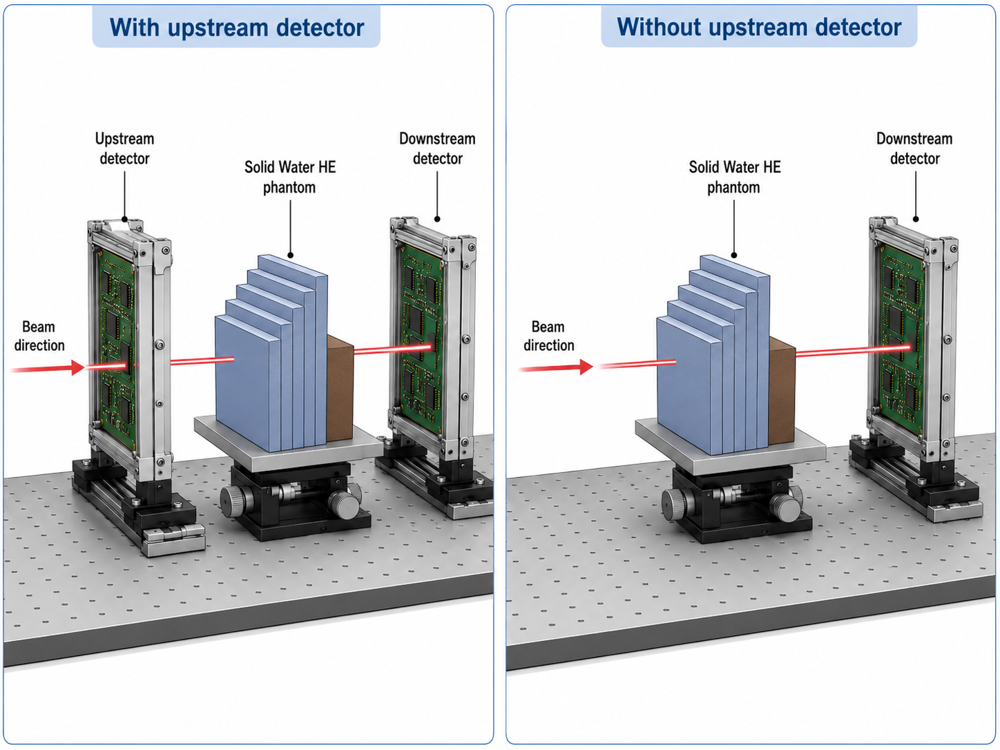 With upstream detector
Upstream
detector
Solid Water HE
phantom
Downstream
detector
Beam
direction
Without upstream detector
Solid Water HE
phantom
Downstream
detector
Beam
direction